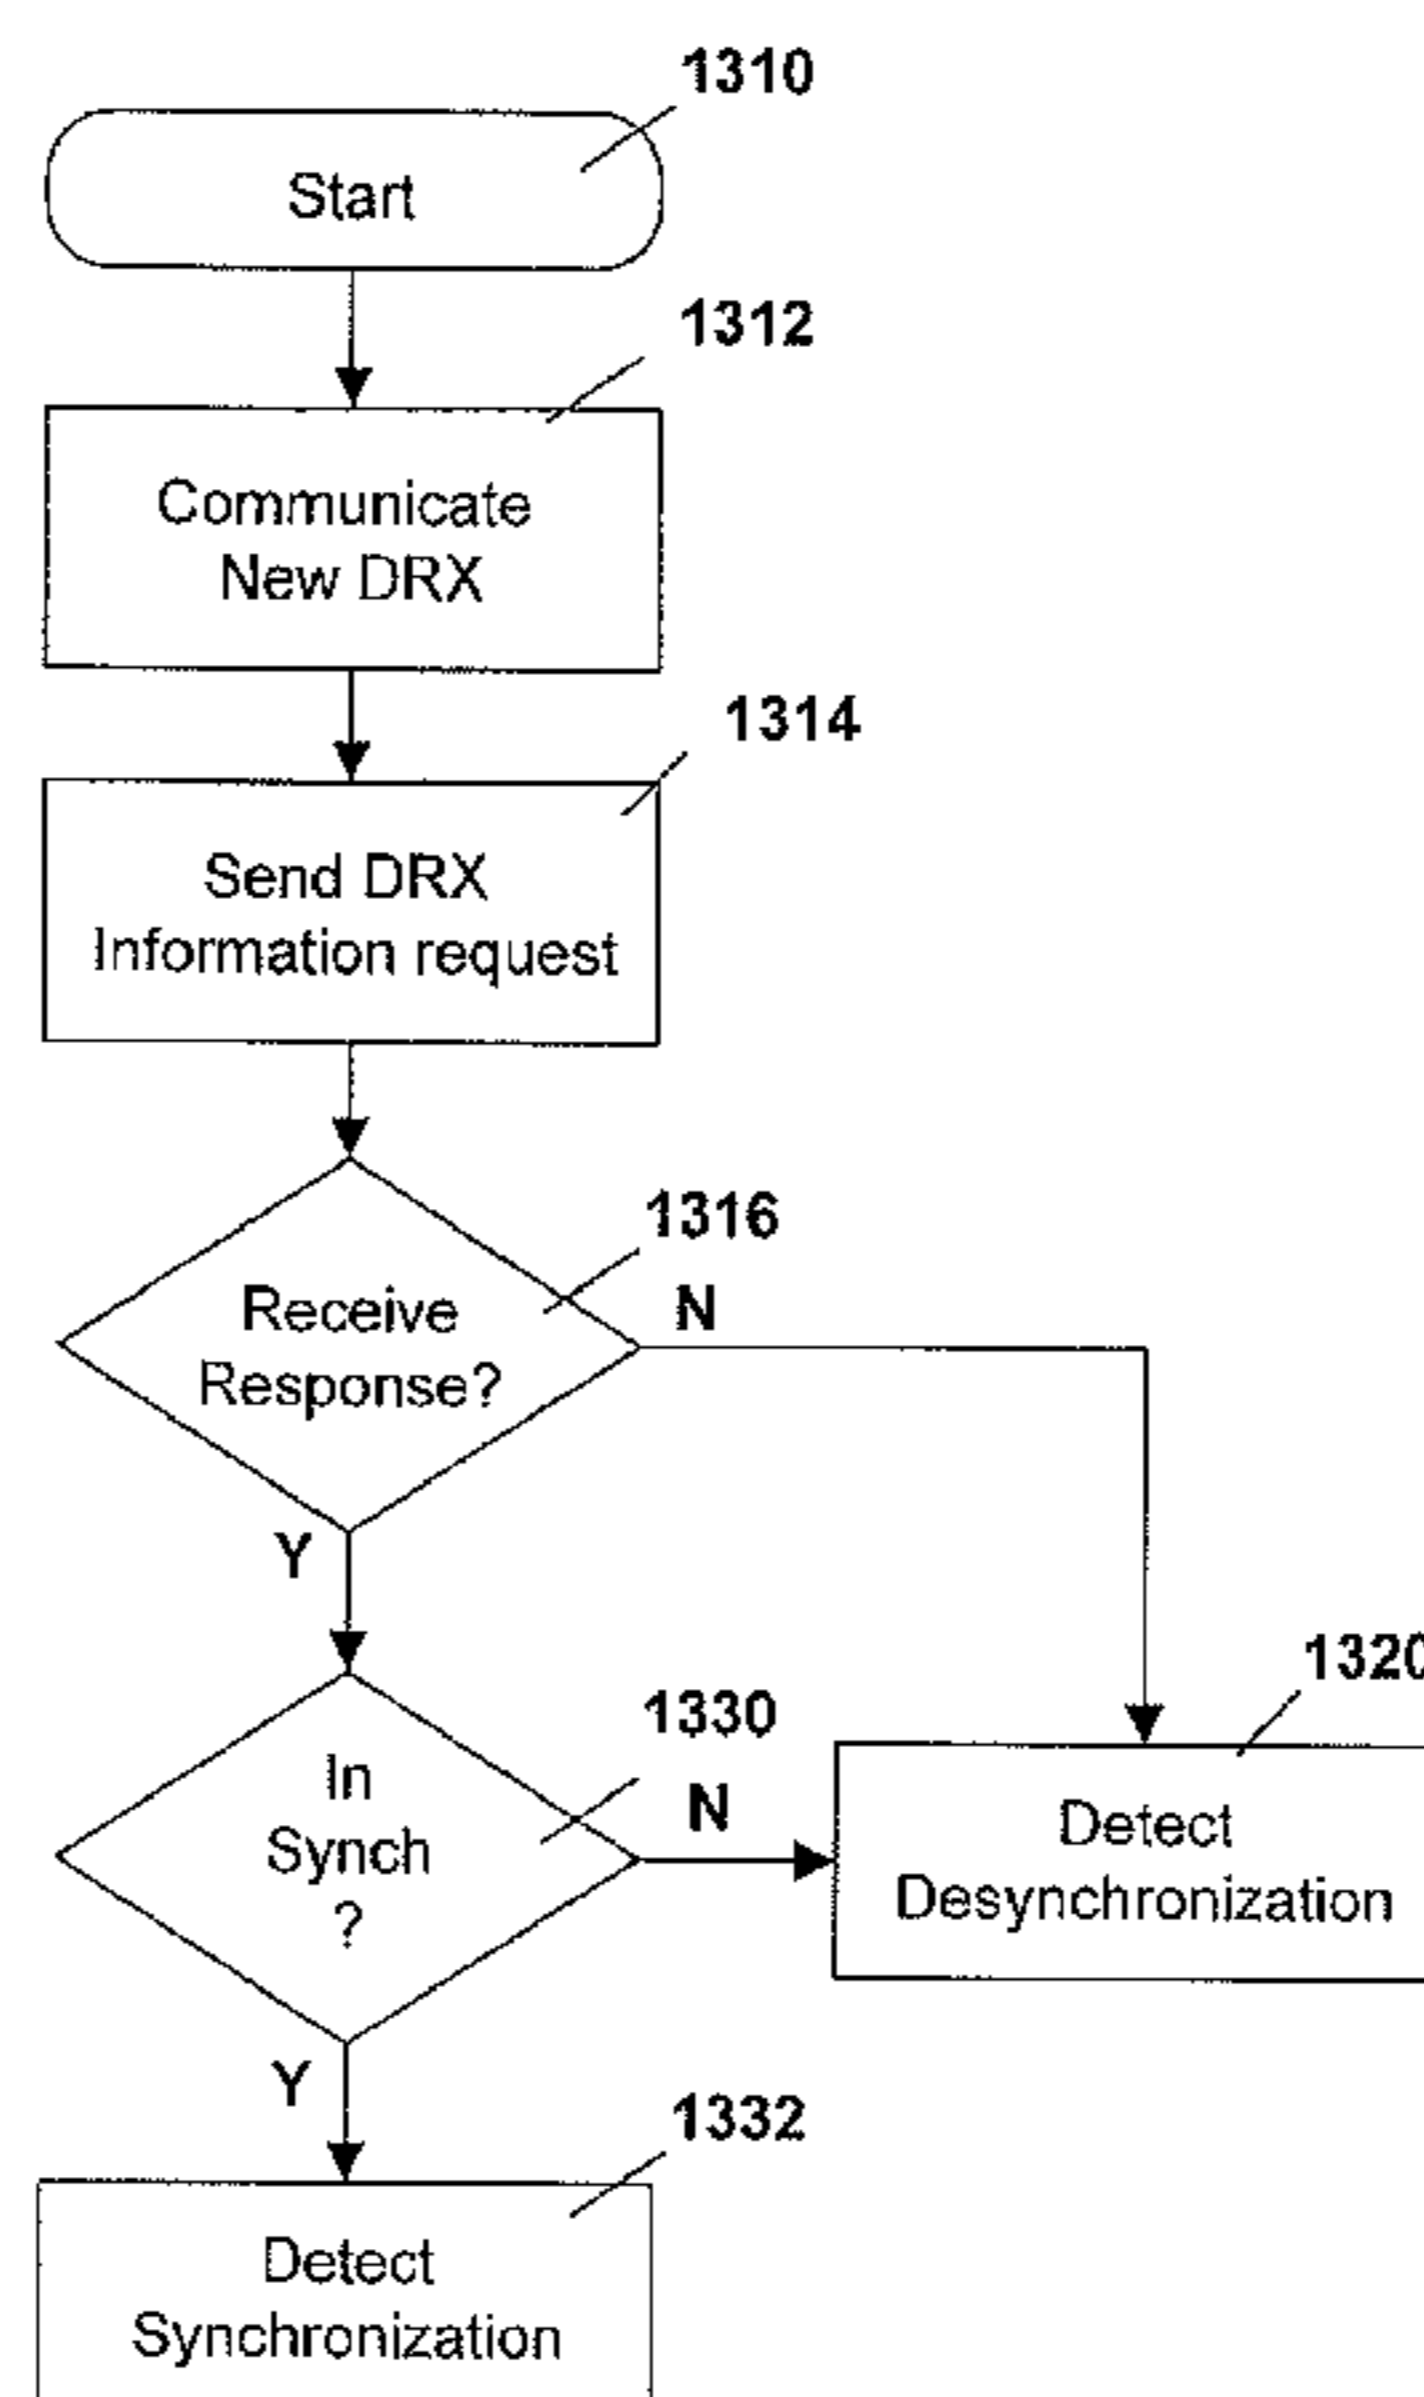 1310
Start
1312
Communicate
New DRX
1314
Send DRX
Information request
1316
Receive
Response?
N
Y
1320
1330
In
Synch
?
N
Detect
Desynchronization
Y
1332
Detect
Synchronization